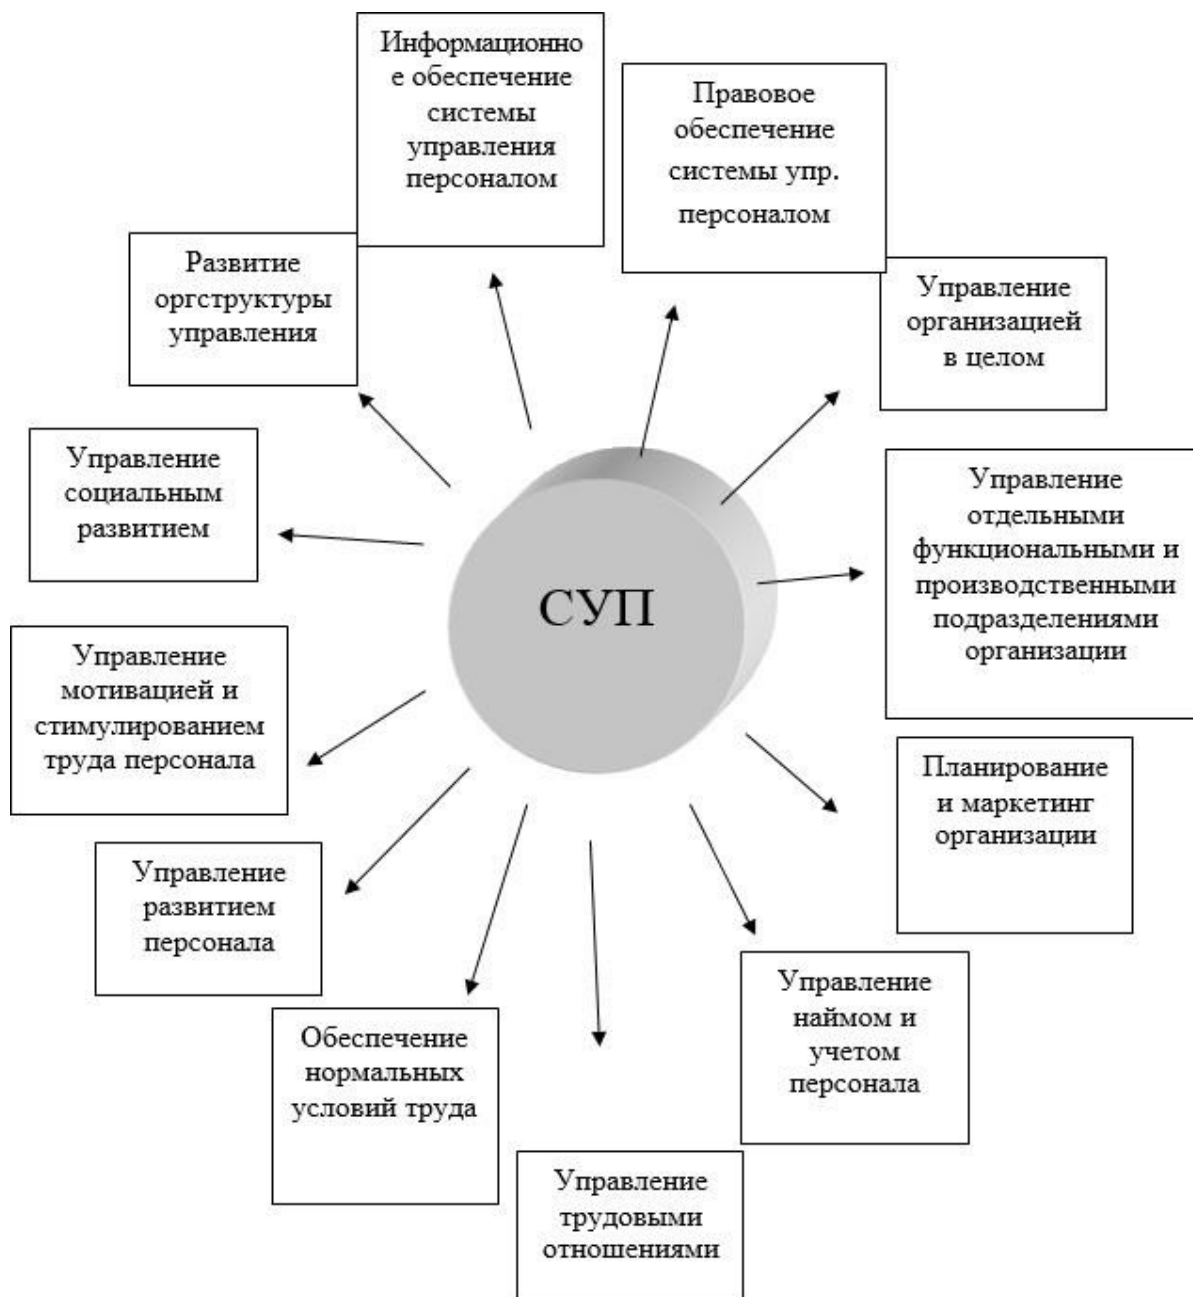 Информационно
е обеспечение
системы
управления
персоналом
Правовое
обеспечение
системы упр.
персоналом
Развитие
оргструктуры
управления
Управление
организацией
в целом
Управление
социальным
развитием
Управление
отдельными
функциональными и
производственными
подразделениями
организации
СУП
Управление
мотивацией и
стимулированием
труда персонала
Планирование
и маркетинг
организации
Управление
развитием
персонала
Управление
наймом и
учетом
персонала
Обеспечение
нормальных
условий труда
Управление
трудовыми
отношениями